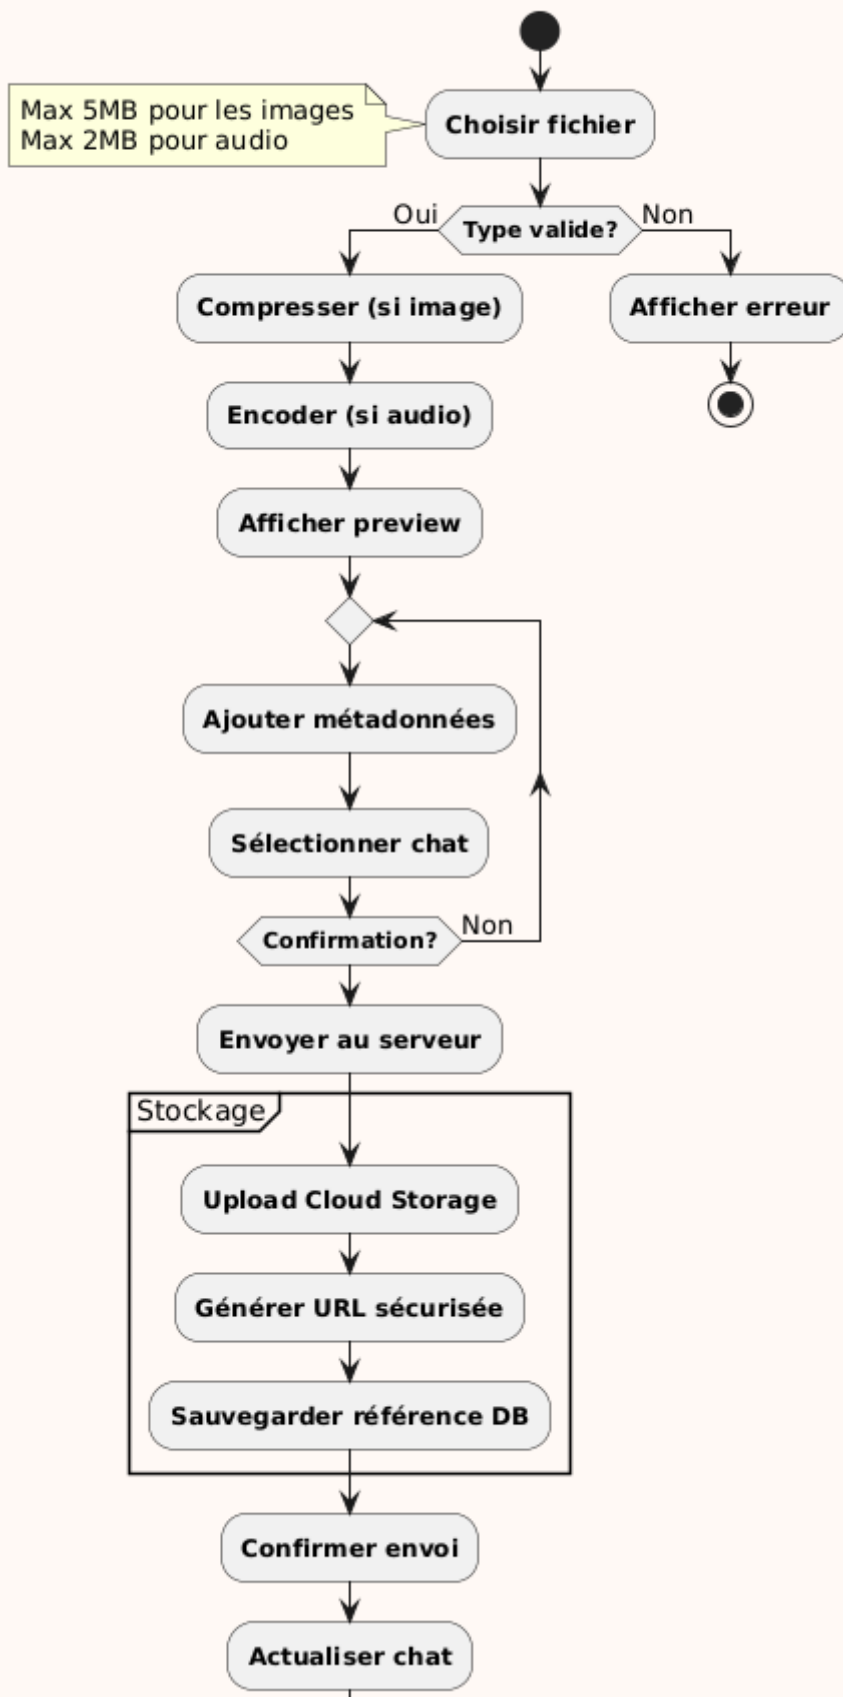 Max 5MB pour les images
Max 2MB pour audio
Choisir fichier
Oui
Type valide?
Non
Compresser (si image)
Afficher erreur
Encoder (si audio)
Afficher preview
Ajouter métadonnées
Sélectionner chat
Confirmation?
Non
Envoyer au serveur
Stockage
Upload Cloud Storage
Générer URL sécurisée
Sauvegarder référence DB
Confirmer envoi
Actualiser chat